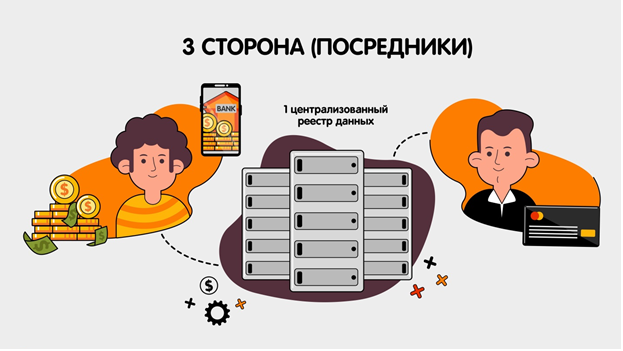 3 СТОРОНА (ПОСРЕДНИКИ)
BANK
1 централизованный
реестр данных